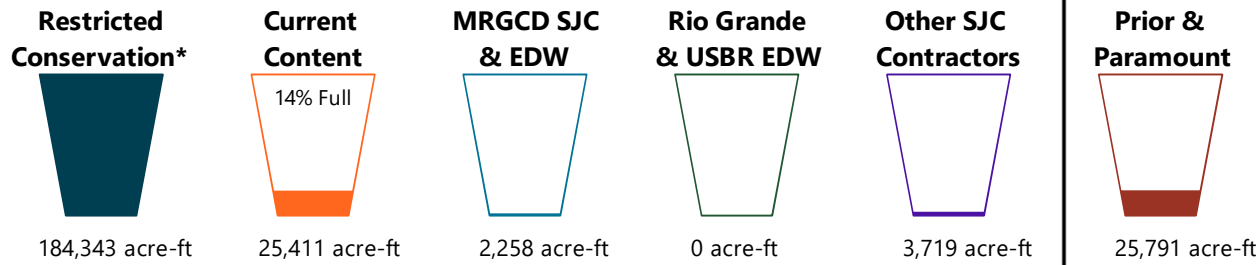 Restricted
Conservation*
184,343 acre-ft
Current
Content
14% Full
25,411 acre-ft
MRGCD SJC
& EDW
2,258 acre-ft
Rio Grande
& USBR EDW
0 acre-ft
Other SJC
Contractors
3,719 acre-ft
Prior &
Paramount
25,791 acre-ft